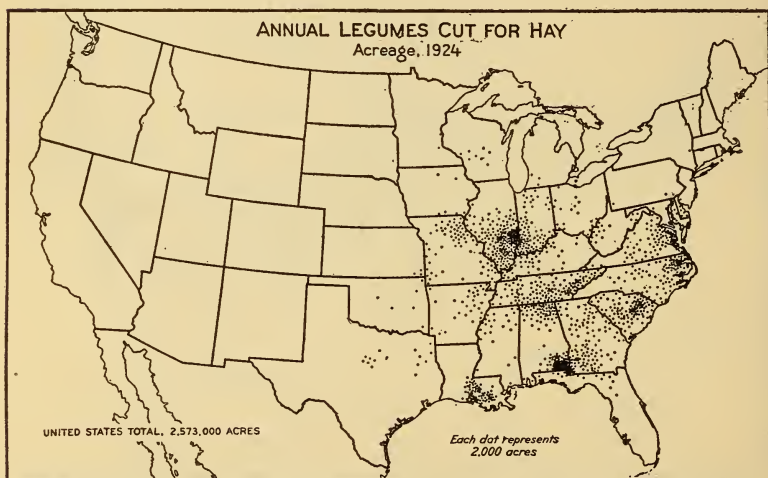 ANNUAL LEGUMES CUT FOR HAY
Acreage, 1924
UNITED STATES TOTAL, 2,573,000 ACRES
Each dot represents
2,000 acres